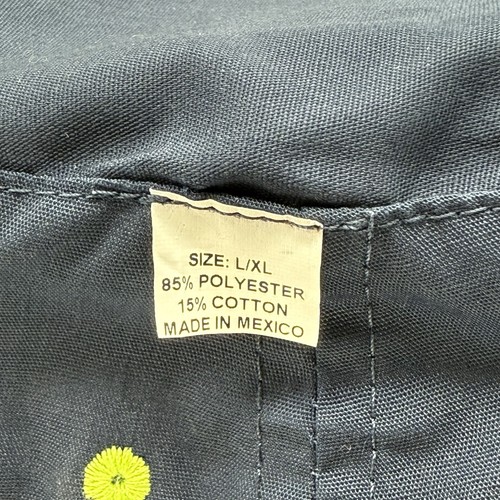 SIZE: L/XL
85% POLYESTER
15% COTTON
MADE IN MEXICO